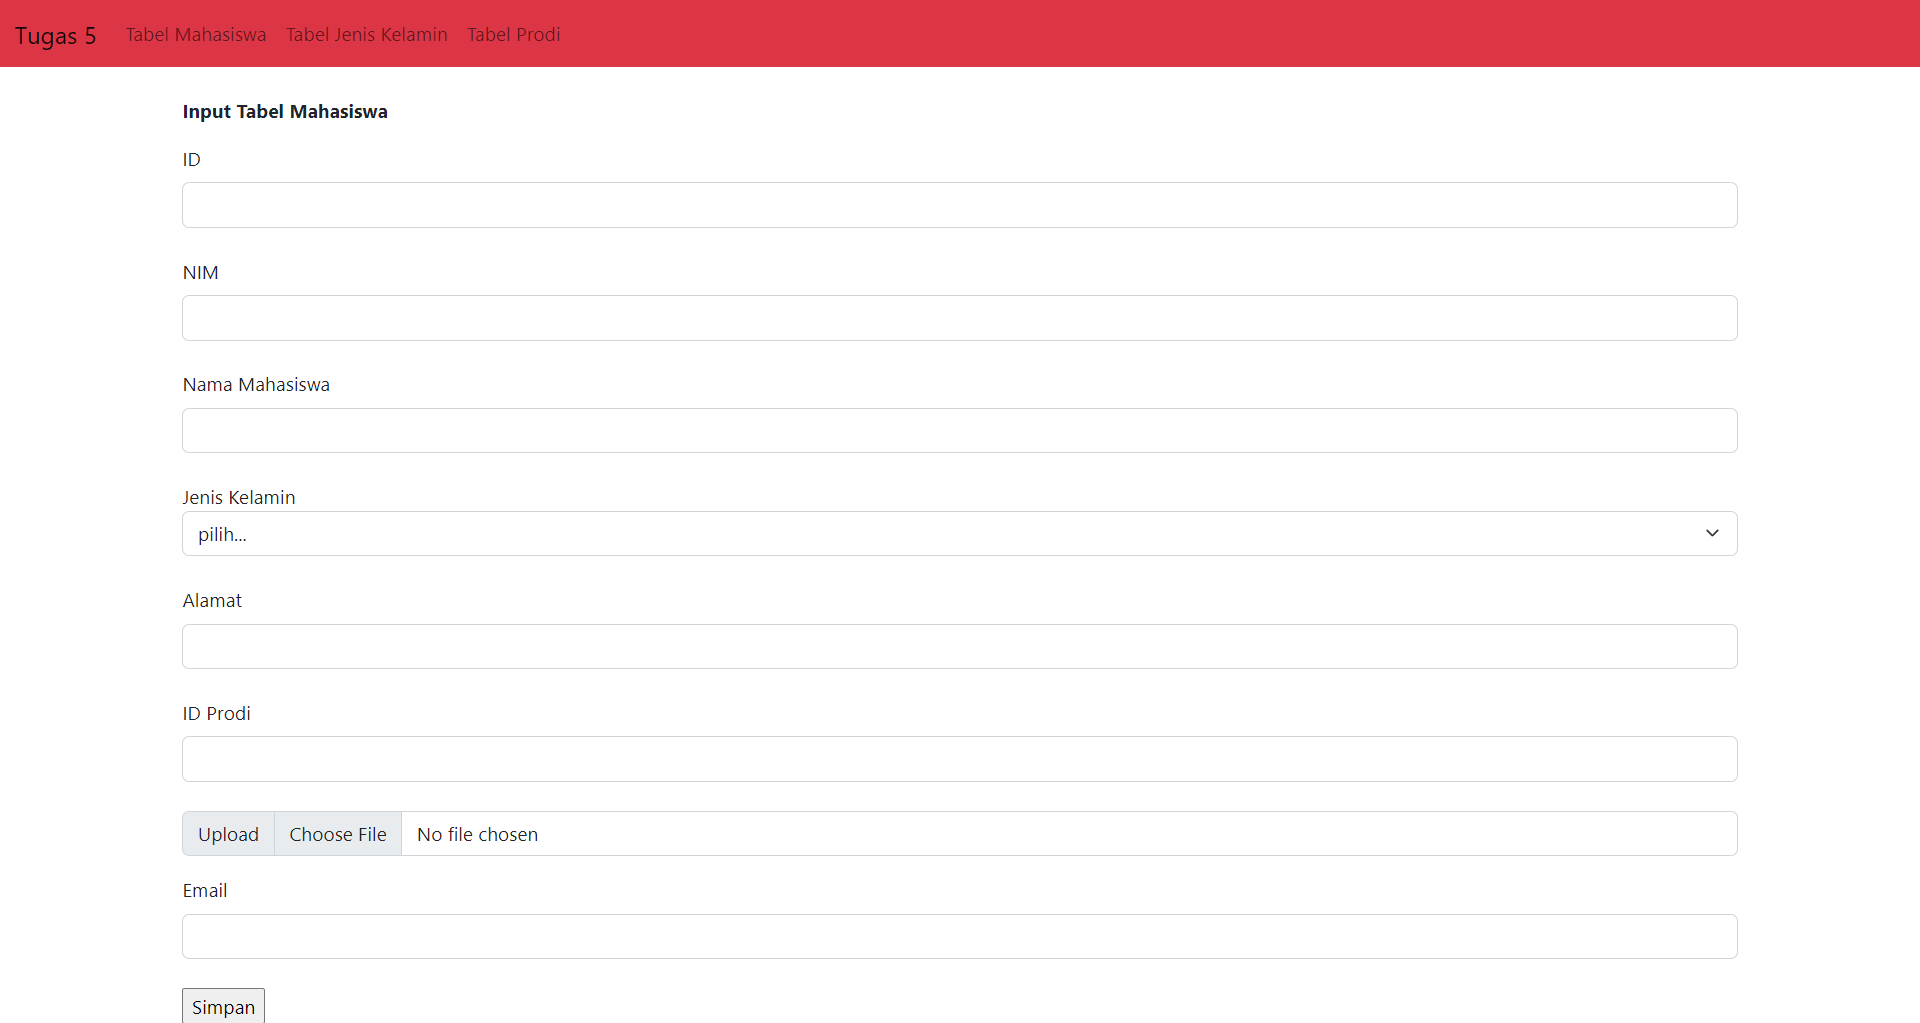 Tugas 5 Tabel Mahasiswa Tabel Jenis Kelamin Tabel Prodi
Input Tabel Mahasiswa
ID
NIM
Nama Mahasiswa
Jenis Kelamin
pilih...
Alamat
ID Prodi
Upload Choose File No file chosen
Email
Simpan